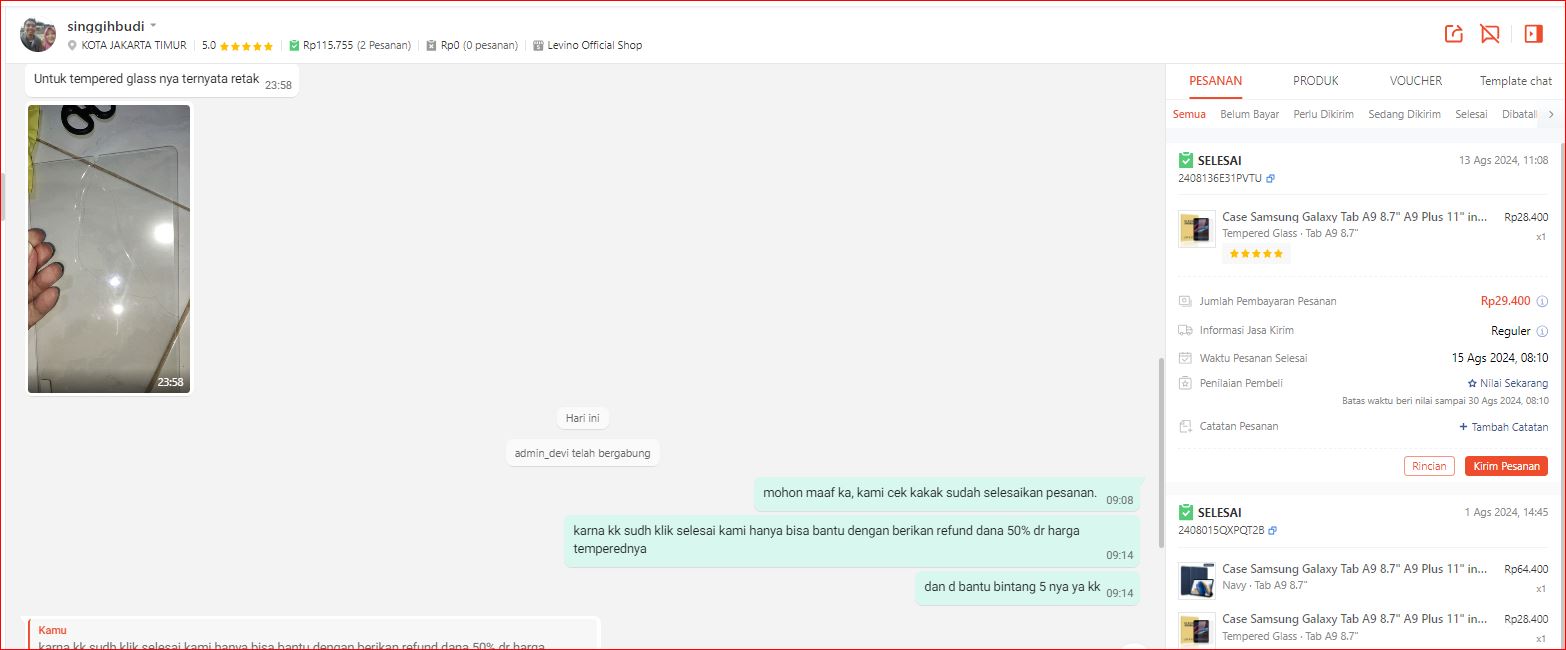 singgihbudi
KOTA JAKARTA TIMUR
5.0
Rp115.755 (2 Pesanan)
Rp0 (0 pesanan)
Levino Official Shop
Untuk tempered glass nya ternyata retak 23:58
23:58
Hari ini
admin_devi telah bergabung
mohon maaf ka, kami cek kakak sudah selesaikan pesanan. 09:08
karna kk sudh klik selesai kami hanya bisa bantu dengan berikan refund dana 50% dr harga
temperednya 09:14
dan d bantu bintang 5 nya ya kk 09:14
Kamu
karna kk sudh klik selesai kami hanya bisa bantu dengan berikan refund dana 50% dr harga
PESANAN PRODUK VOUCHER Template chat
Semua Belum Bayar Perlu Dikirim Sedang Dikirim Selesai Dibatal
SELESAI 13 Ags 2024, 11:08
2408136E31PVTU
Case Samsung Galaxy Tab A9 8.7" A9 Plus 11" in... Rp28.400
Tempered Glass · Tab A9 8.7" x1
Jumlah Pembayaran Pesanan Rp29.400
Informasi Jasa Kirim Reguler
Waktu Pesanan Selesai 15 Ags 2024, 08:10
Penilaian Pembeli Nilai Sekarang
Batas waktu beri nilai sampai 30 Ags 2024, 08:10
Catatan Pesanan + Tambah Catatan
Rincian Kirim Pesanan
SELESAI 1 Ags 2024, 14:45
2408015QXPQT2B
Case Samsung Galaxy Tab A9 8.7" A9 Plus 11" in... Rp64.400
Navy · Tab A9 8.7" x1
Case Samsung Galaxy Tab A9 8.7" A9 Plus 11" in... Rp28.400
Tempered Glass · Tab A9 8.7" x1